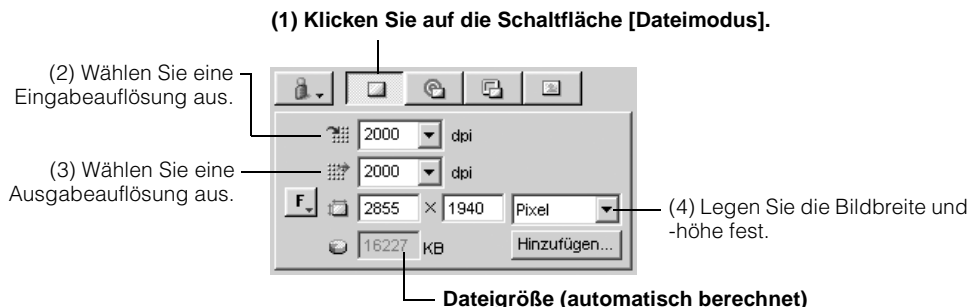 (1) Klicken Sie auf die Schaltfläche [Dateimodus].
(2) Wählen Sie eine
Eingabeauflösung aus.
2000 dpi
(3) Wählen Sie eine
Ausgabeauflösung aus.
2000 dpi
F 2855 × 1940 Pixel
(4) Legen Sie die Bildbreite und
-höhe fest.
16227 KB Hinzufügen...
Dateigröße (automatisch berechnet)